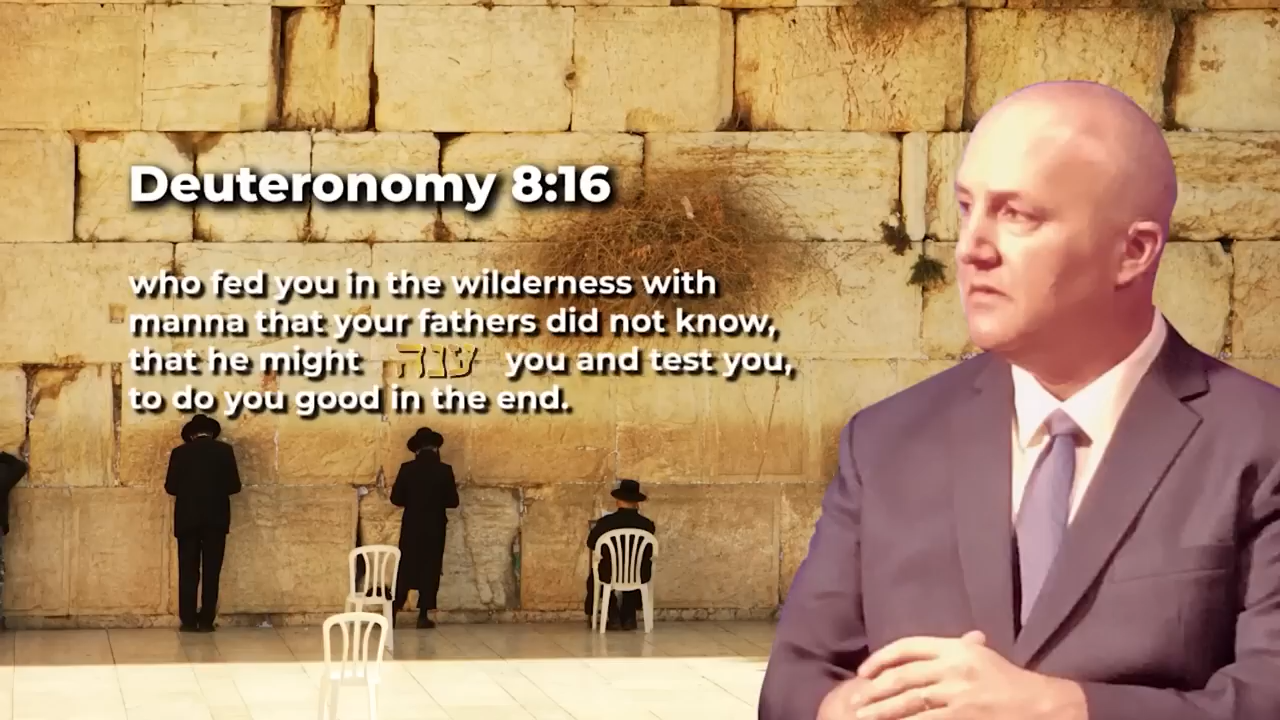 Deuteronomy 8:16
who fed you in the wilderness with
manna that your fathers did not know,
that he might ענה you and test you,
to do you good in the end.